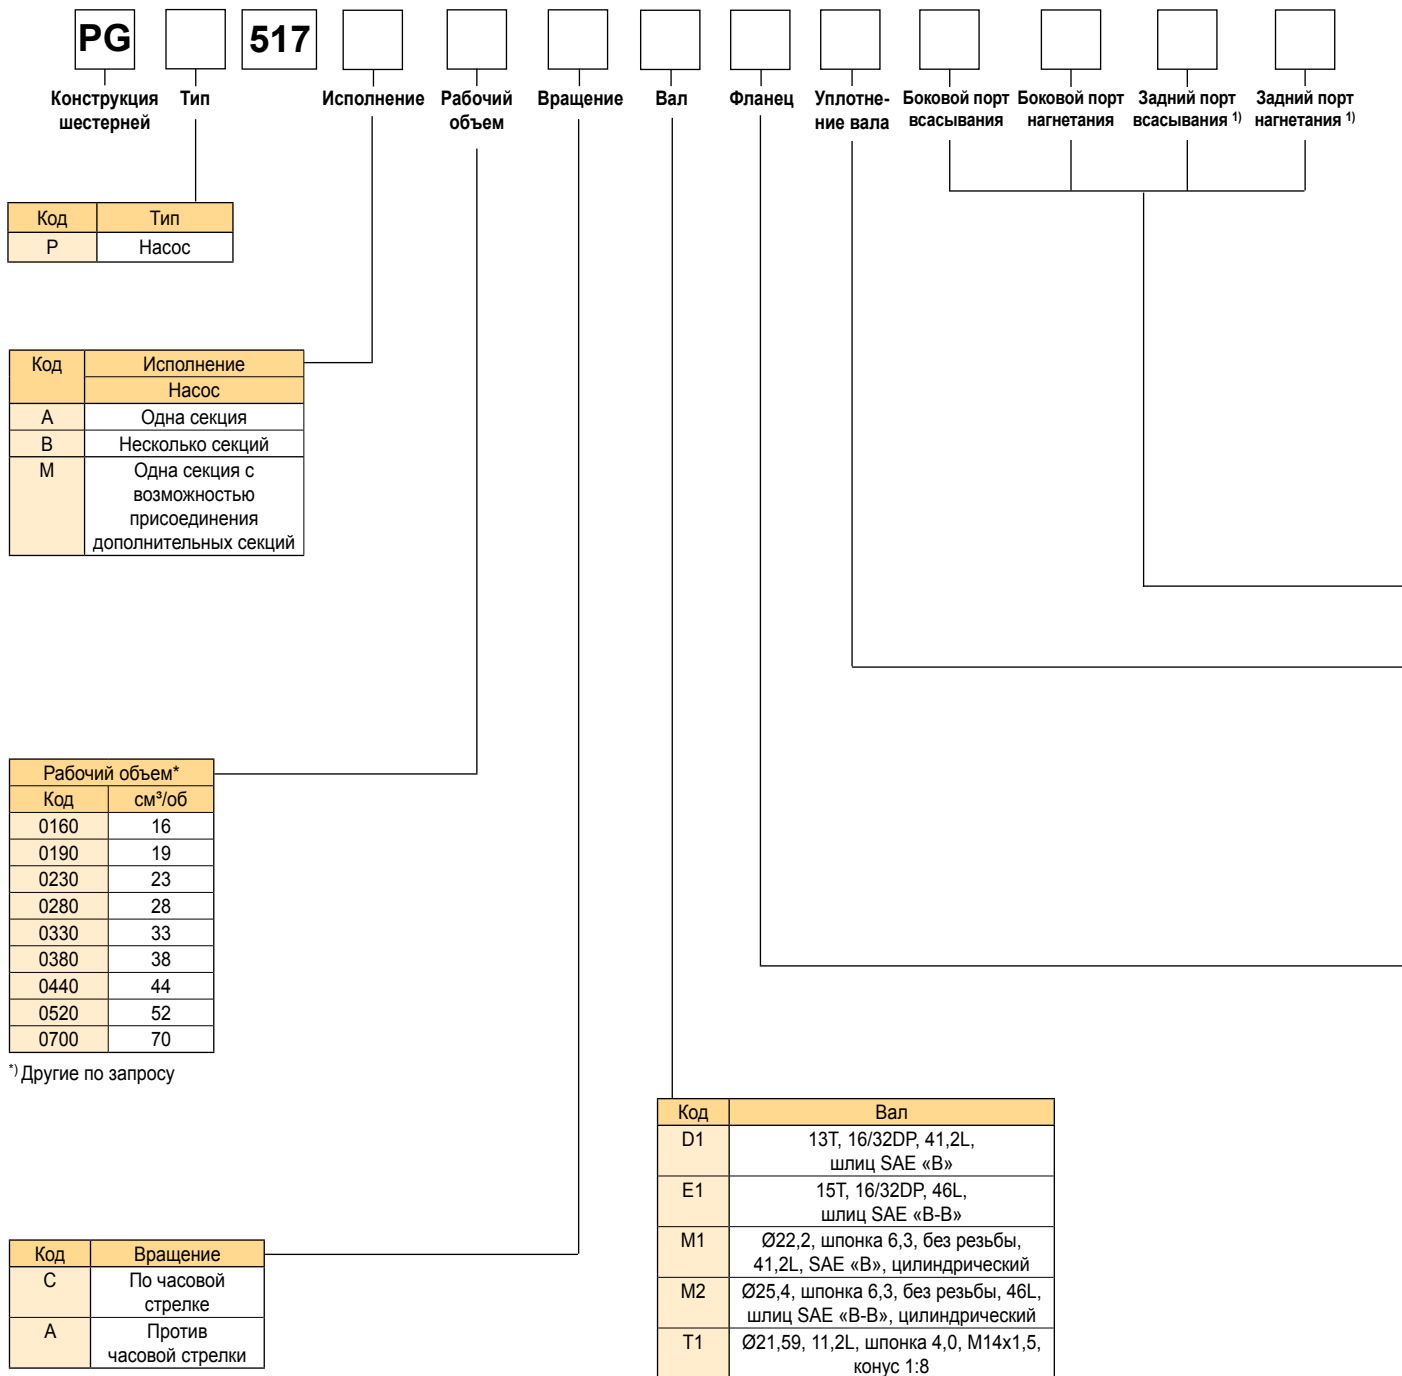 PG 517
Конструкция шестерней
Тип
Исполнение
Рабочий объем
Вращение
Вал
Фланец
Уплотне-
ние вала
Боковой порт
всасывания
Боковой порт
нагнетания
Задний порт
всасывания 1)
Задний порт
нагнетания 1)
Код Тип
P Насос
Код Исполнение
Насос
A Одна секция
B Несколько секций
M Одна секция с
возможностью
присоединения
дополнительных секций
Рабочий объем*
Код см³/об
0160 16
0190 19
0230 23
0280 28
0330 33
0380 38
0440 44
0520 52
0700 70
*) Другие по запросу
Код Вращение
C По часовой
стрелке
A Против
часовой стрелки
Код Вал
D1 13T, 16/32DP, 41,2L,
шлиц SAE «B»
E1 15T, 16/32DP, 46L,
шлиц SAE «B-B»
M1 Ø22,2, шпонка 6,3, без резьбы,
41,2L, SAE «B», цилиндрический
M2 Ø25,4, шпонка 6,3, без резьбы, 46L,
шлиц SAE «B-B», цилиндрический
T1 Ø21,59, 11,2L, шпонка 4,0, M14x1,5,
конус 1:8